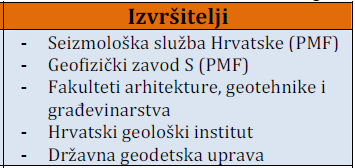 Izvršitelji
- Seizmološka služba Hrvatske (PMF)
- Geofizički zavod S (PMF)
- Fakulteti arhitekture, geotehnike i
građevinarstva
- Hrvatski geološki institut
- Državna geodetska uprava